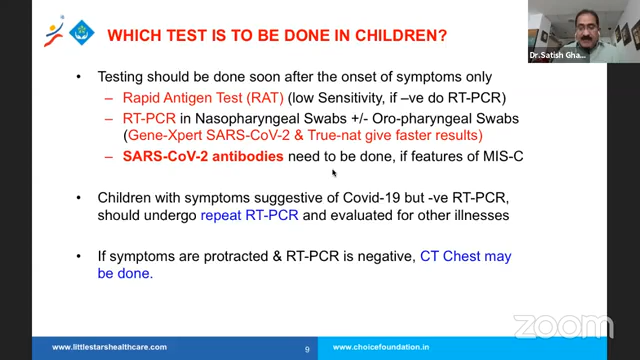 WHICH TEST IS TO BE DONE IN CHILDREN?
Dr.Satish Gha...
• Testing should be done soon after the onset of symptoms only
– Rapid Antigen Test (RAT) (low Sensitivity, if –ve do RT-PCR)
– RT-PCR in Nasopharyngeal Swabs +/- Oro-pharyngeal Swabs
(Gene-Xpert SARS-CoV-2 & True-nat give faster results)
– SARS-CoV-2 antibodies need to be done, if features of MIS-C
• Children with symptoms suggestive of Covid-19 but -ve RT-PCR,
should undergo repeat RT-PCR and evaluated for other illnesses
• If symptoms are protracted & RT-PCR is negative, CT Chest may
be done.
zoom
www.littlestarshealthcare.com 9 www.choicefoundation.in